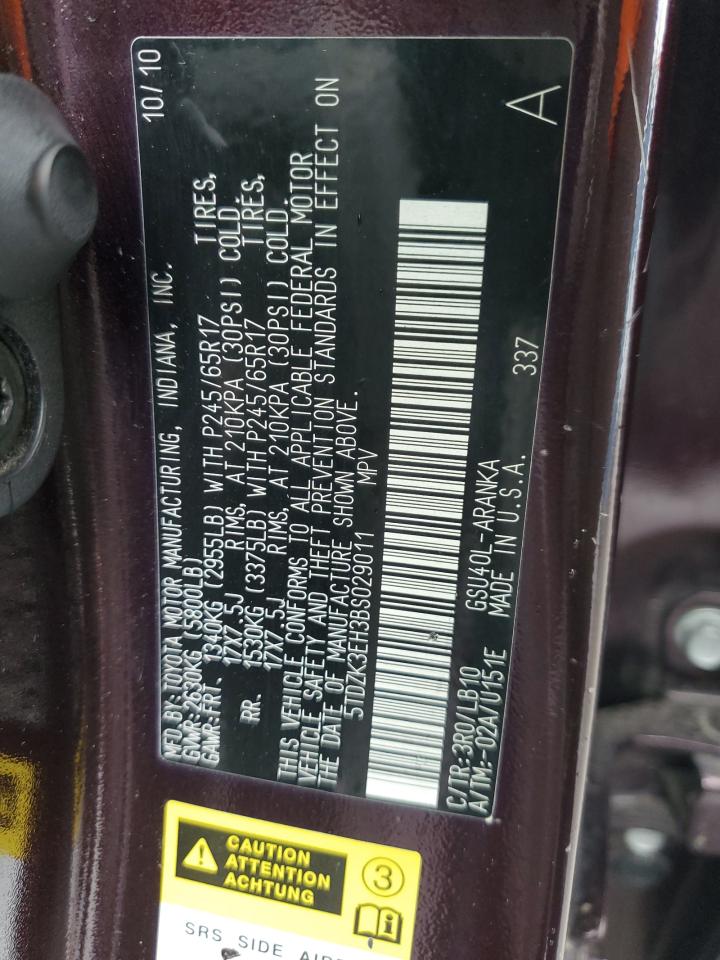 MFD.BY:TOYOTA MOTOR MANUFACTURING, INDIANA, INC. 10/10
GVWR:2630KG(5800LB)
GAWR:FRT. 1340KG (2955LB) WITH P245/65R17 TIRES,
17X7.5J RIMS, AT 210KPA (30PSI) COLD.
RR. 1530KG (3375LB) WITH P245/65R17 TIRES,
17X7.5J RIMS, AT 210KPA (30PSI) COLD.
THIS VEHICLE CONFORMS TO ALL APPLICABLE FEDERAL MOTOR
VEHICLE SAFETY AND THEFT PREVENTION STANDARDS IN EFFECT ON
THE DATE OF MANUFACTURE SHOWN ABOVE.
5TDZK3EH3BS029011 MPV
C/TR:3R0/LB10 GSU40L-ARANKA
A/TM:-02A/U151E MADE IN U.S.A. 337 A
CAUTION
ATTENTION
ACHTUNG
3
SRS SIDE